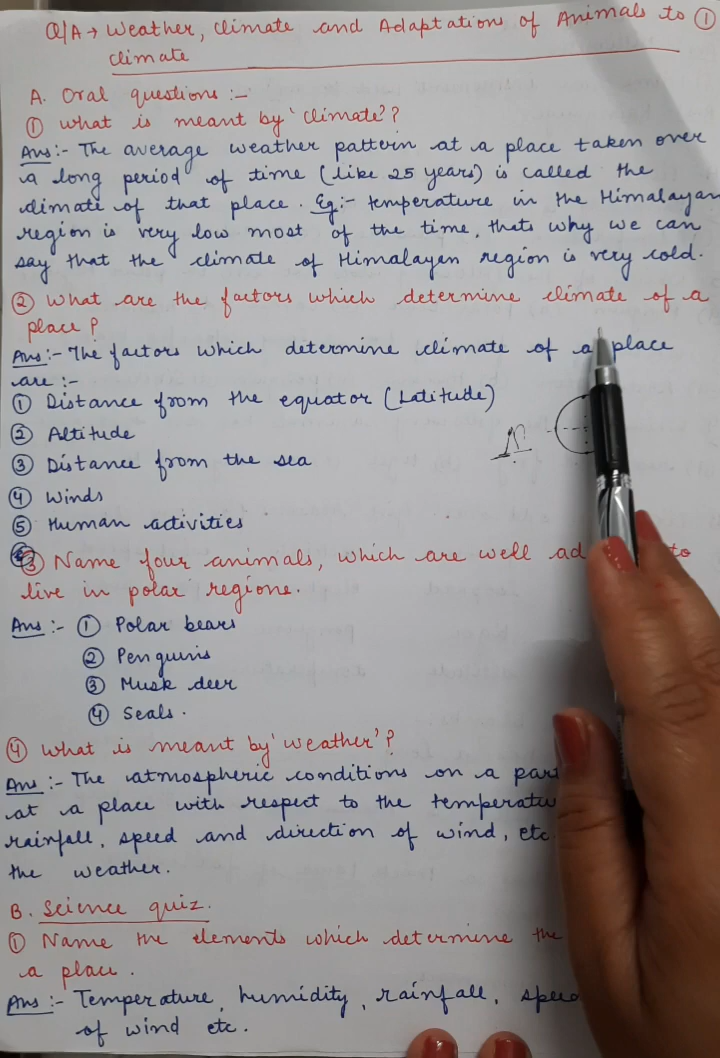 Q/A → Weather, climate and Adaptations of Animals to ①
climate
A. Oral questions :-
① What is meant by 'climate'?
Ans:- The average weather pattern at a place taken over
a long period of time (like 25 years) is called the
climate of that place. Eg:- temperature in the Himalayan
region is very low most of the time, thats why we can
say that the climate of Himalayan region is very cold.
② What are the factors which determine climate of a
place?
Ans:- The factors which determine climate of a place
are :-
① Distance from the equator (Latitude)
② Altitude
③ Distance from the sea
④ Winds
⑤ Human activities
③ Name four animals, which are well ad to
live in polar regione.
Ans :- ① Polar bears
② Penguins
③ Musk deer
④ Seals.
④ What is meant by 'weather'?
Ans :- The atmospheric conditions on a par
at a place with respect to the temperatu
rainfall, speed and direction of wind, etc
the weather.
B. Science quiz.
① Name the elements which determine the
a place.
Ans :- Temperature, humidity, rainfall, spee
of wind etc.